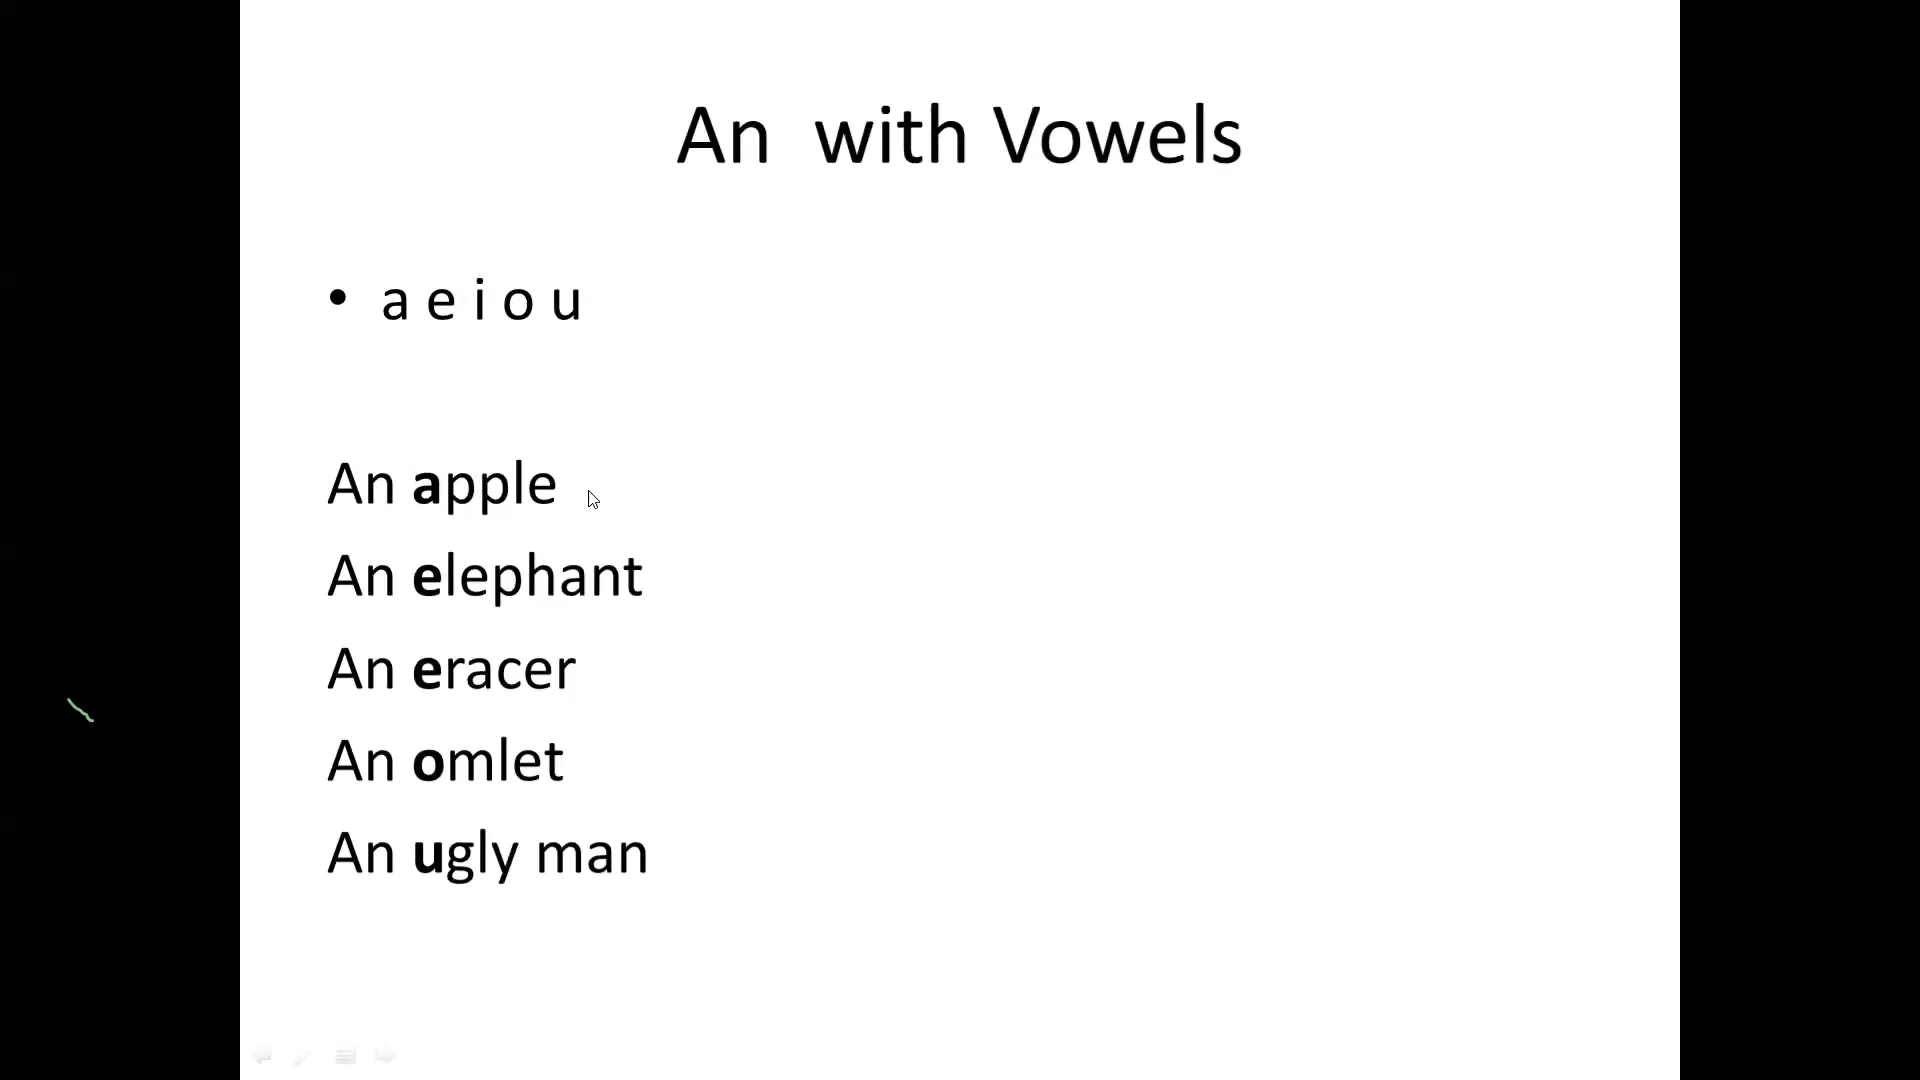 An with Vowels
• a e i o u
An apple
An elephant
An eracer
An omlet
An ugly man